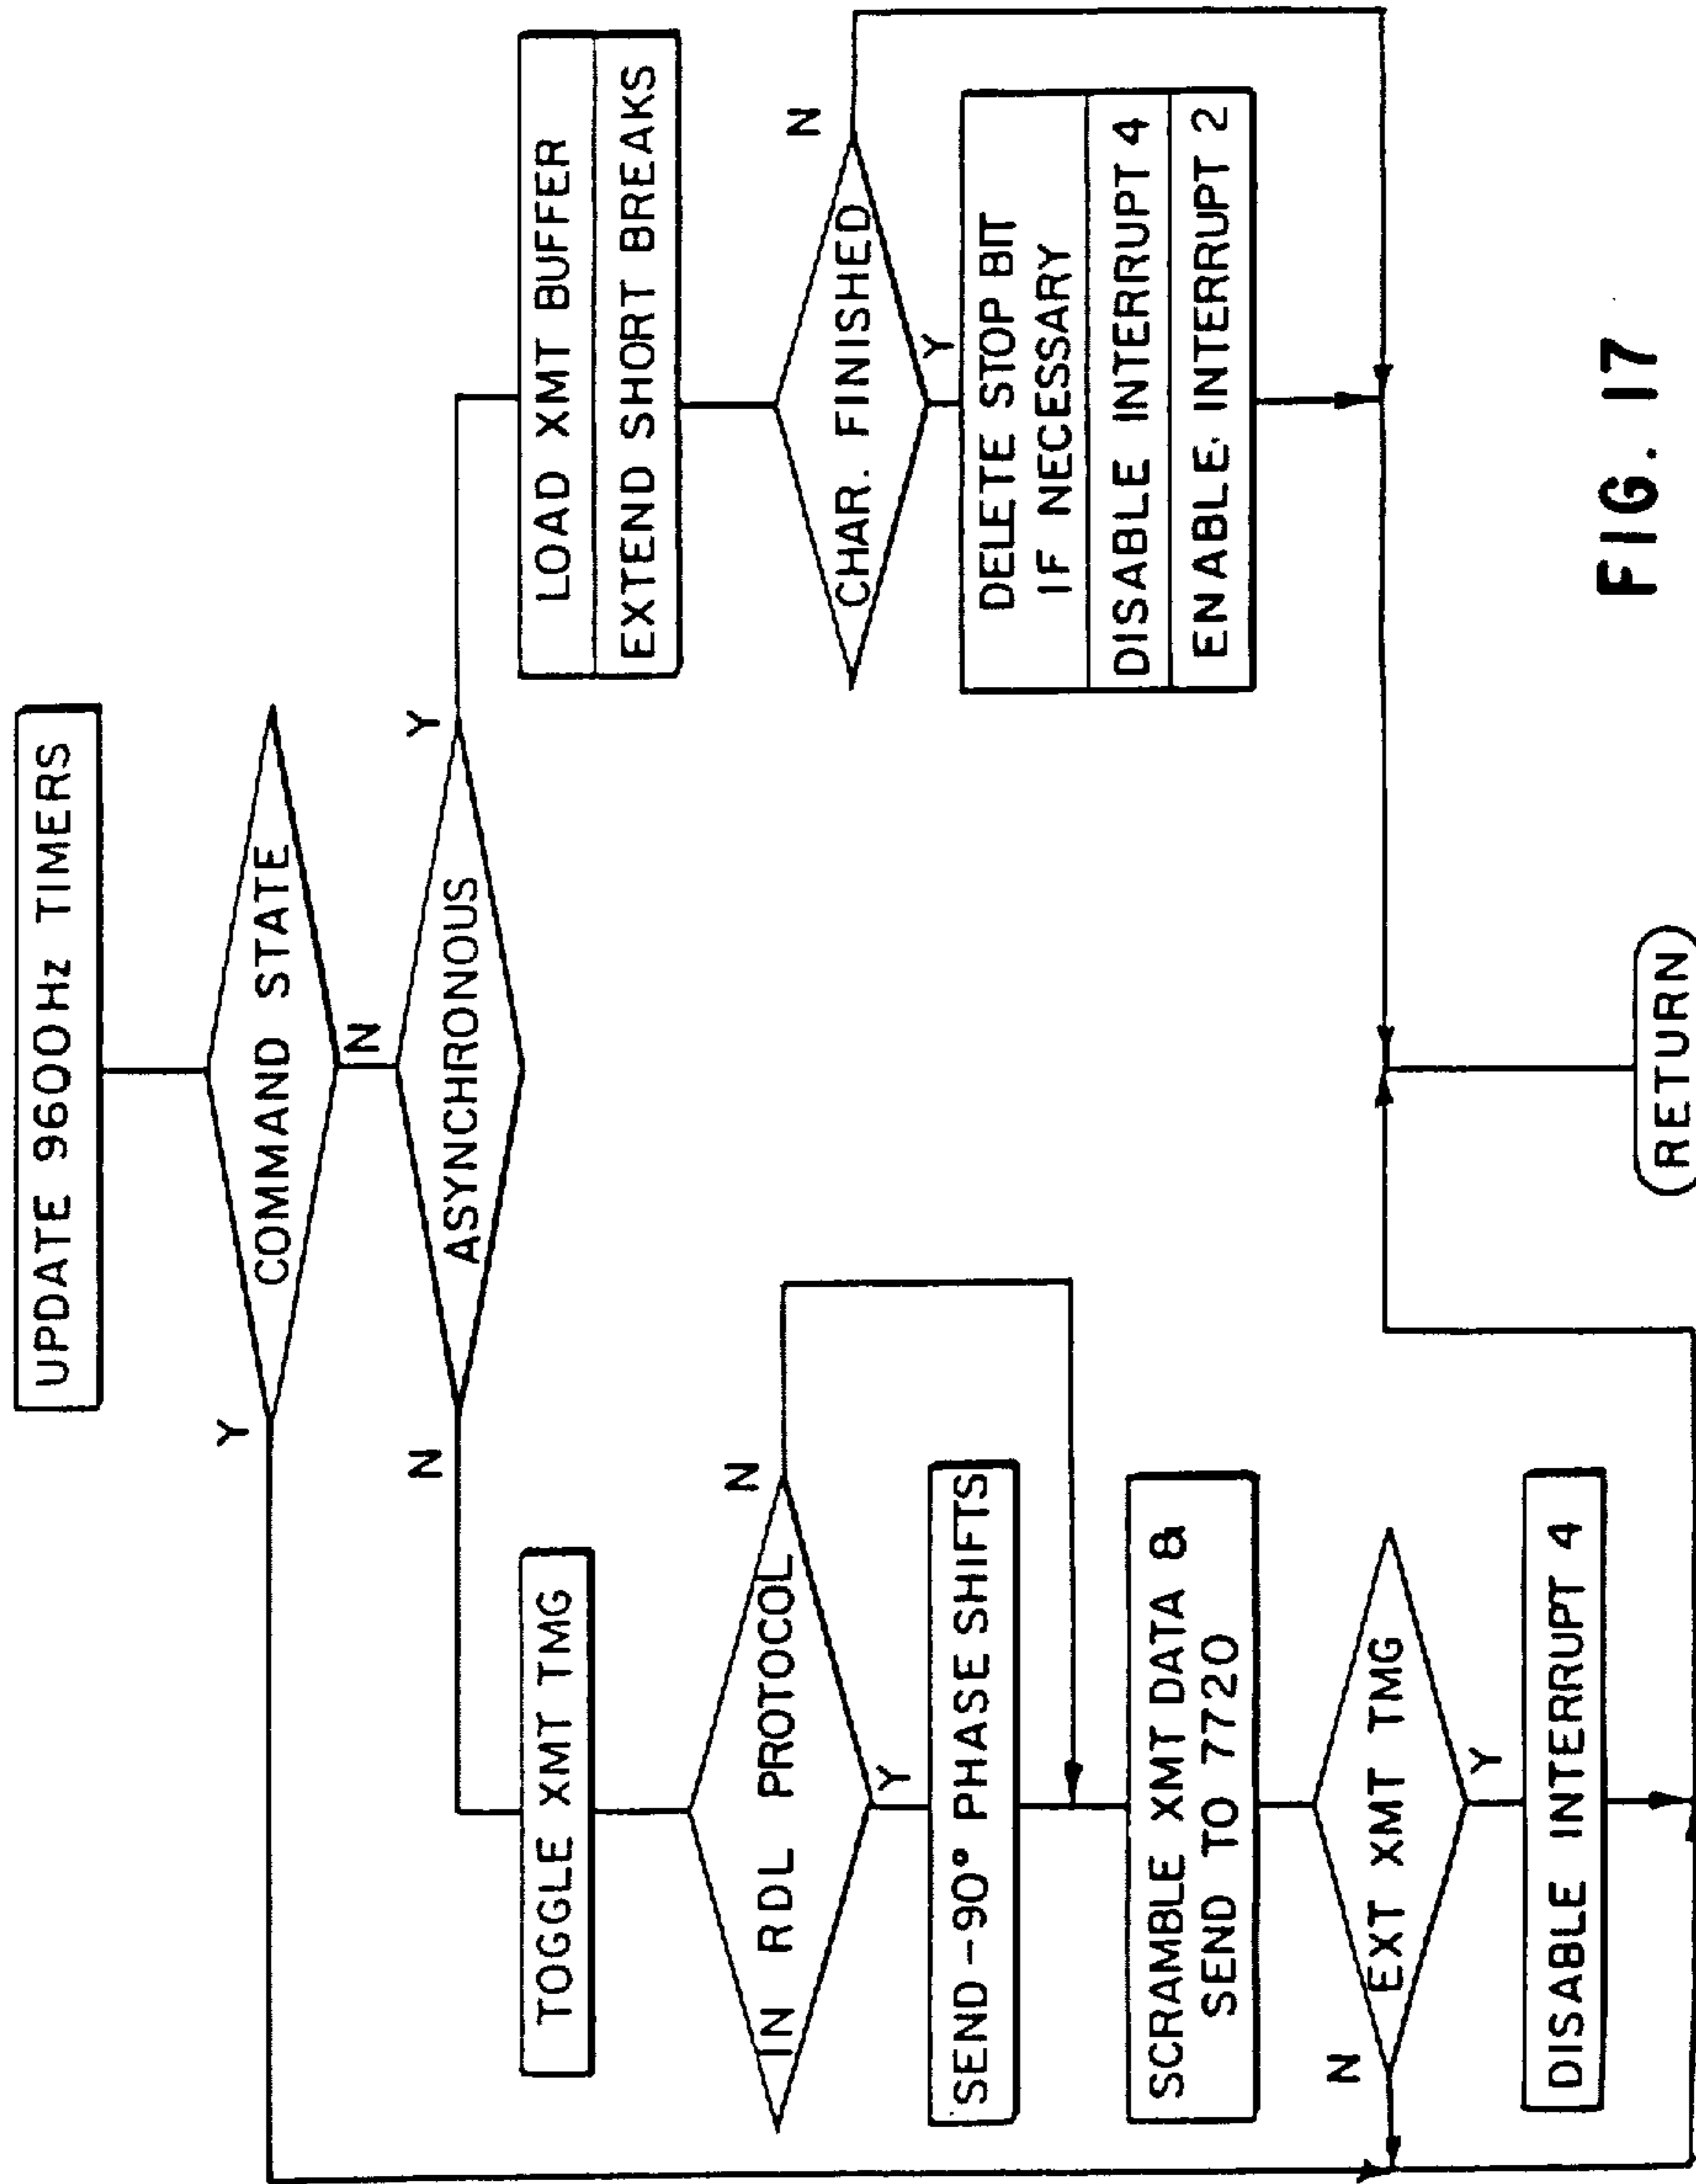 UPDATE 9600Hz TIMERS
COMMAND STATE
Y
N
ASYNCHRONOUS
N
Y
TOGGLE XMT TMG
IN RDL PROTOCOL
N
Y
SEND -90° PHASE SHIFTS
SCRAMBLE XMT DATA &
SEND TO 7720
EXT XMT TMG
N
Y
DISABLE INTERRUPT 4
LOAD XMT BUFFER
EXTEND SHORT BREAKS
CHAR. FINISHED
N
Y
DELETE STOP BIT
IF NECESSARY
DISABLE INTERRUPT 4
ENABLE. INTERRUPT 2
RETURN
FIG. 17